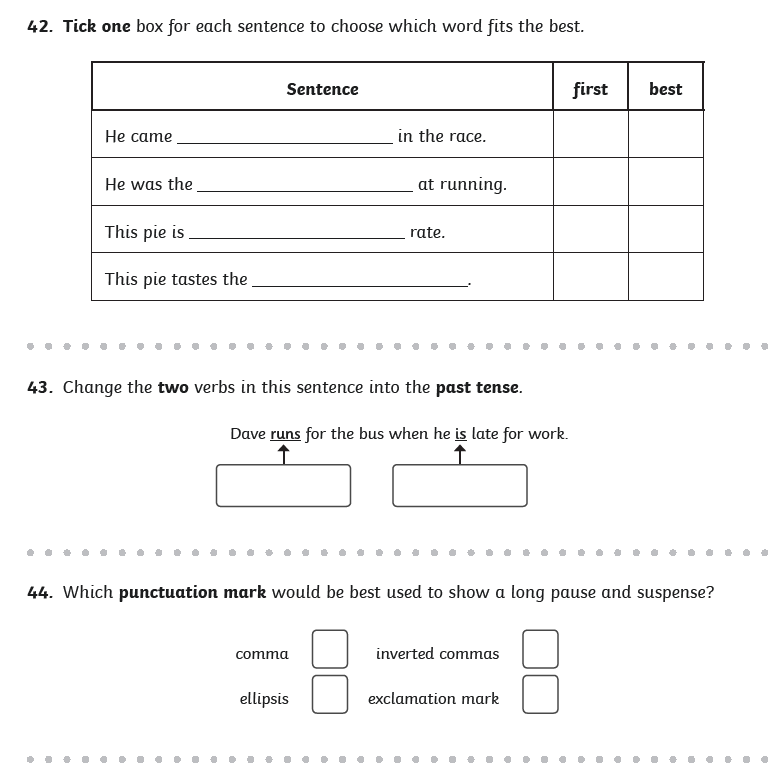 42. Tick one box for each sentence to choose which word fits the best.
Sentence first best
He came ____________________ in the race.
He was the ____________________ at running.
This pie is ____________________ rate.
This pie tastes the ____________________.
43. Change the two verbs in this sentence into the past tense.
Dave runs for the bus when he is late for work.
44. Which punctuation mark would be best used to show a long pause and suspense?
comma inverted commas
ellipsis exclamation mark